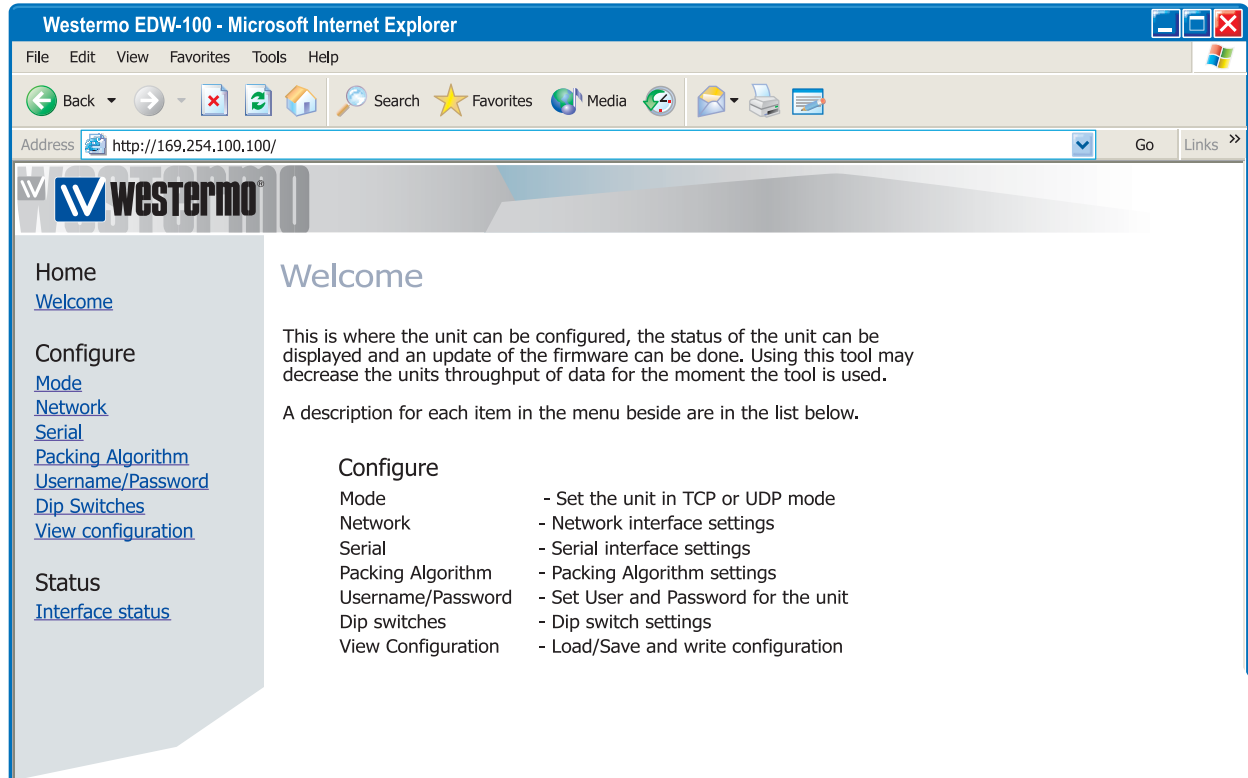 Westermo EDW-100 - Microsoft Internet Explorer
File Edit View Favorites Tools Help
Back Search Favorites Media
Address http://169.254.100.100/ Go Links »
westermo®
Home
Welcome
Configure
Mode
Network
Serial
Packing Algorithm
Username/Password
Dip Switches
View configuration
Status
Interface status
Welcome
This is where the unit can be configured, the status of the unit can be
displayed and an update of the firmware can be done. Using this tool may
decrease the units throughput of data for the moment the tool is used.
A description for each item in the menu beside are in the list below.
Configure
Mode - Set the unit in TCP or UDP mode
Network - Network interface settings
Serial - Serial interface settings
Packing Algorithm - Packing Algorithm settings
Username/Password - Set User and Password for the unit
Dip switches - Dip switch settings
View Configuration - Load/Save and write configuration